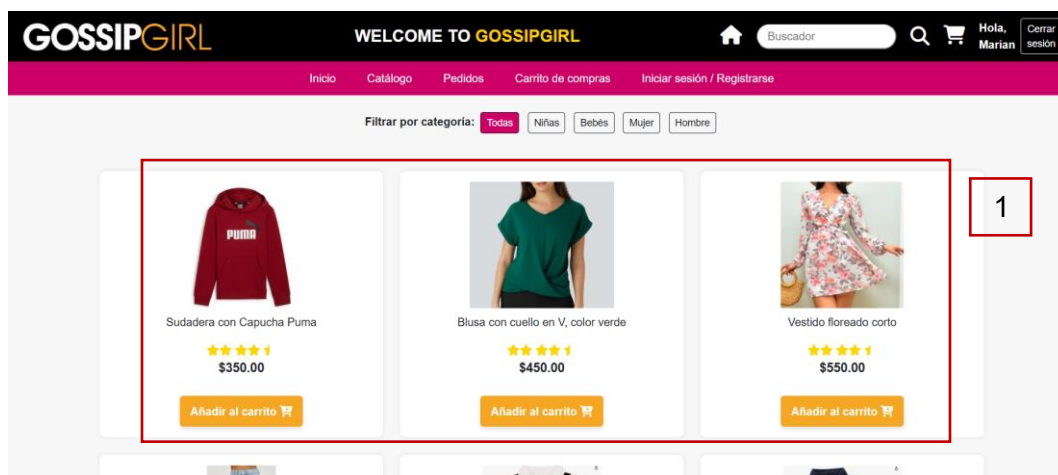 GOSSIPGIRL
WELCOME TO GOSSIPGIRL
Buscador
Hola,
Marian
Cerrar
sesión
Inicio Catálogo Pedidos Carrito de compras Iniciar sesión / Registrarse
Filtrar por categoría: Todas Niñas Bebés Mujer Hombre
1
PUMA
Sudadera con Capucha Puma
$350.00
Añadir al carrito
Blusa con cuello en V, color verde
$450.00
Añadir al carrito
Vestido floreado corto
$550.00
Añadir al carrito